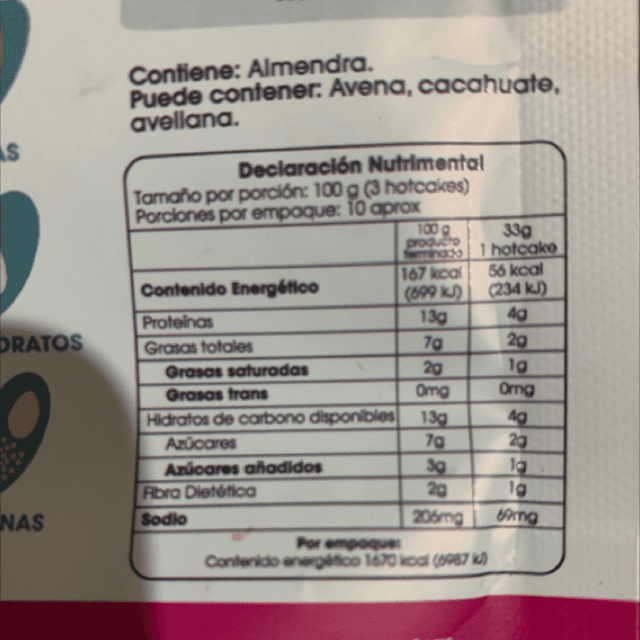 Contiene: Almendra.
Puede contener: Avena, cacahuate,
avellana.
AS
DRATOS
NAS
Declaración Nutrimental
Tamaño por porción: 100 g (3 hotcakes)
Porciones por empaque: 10 aprox
100 g producto terminado 33g 1 hotcake
Contenido Energético 167 kcal (699 kJ) 56 kcal (234 kJ)
Proteínas 13g 4g
Grasas totales 7g 2g
Grasas saturadas 2g 1g
Grasas trans 0mg 0mg
Hidratos de carbono disponibles 13g 4g
Azúcares 7g 2g
Azúcares añadidos 3g 1g
Fibra Dietética 2g 1g
Sodio 206mg 69mg
Por empaque:
Contenido energético 1670 kcal (6987 kJ)